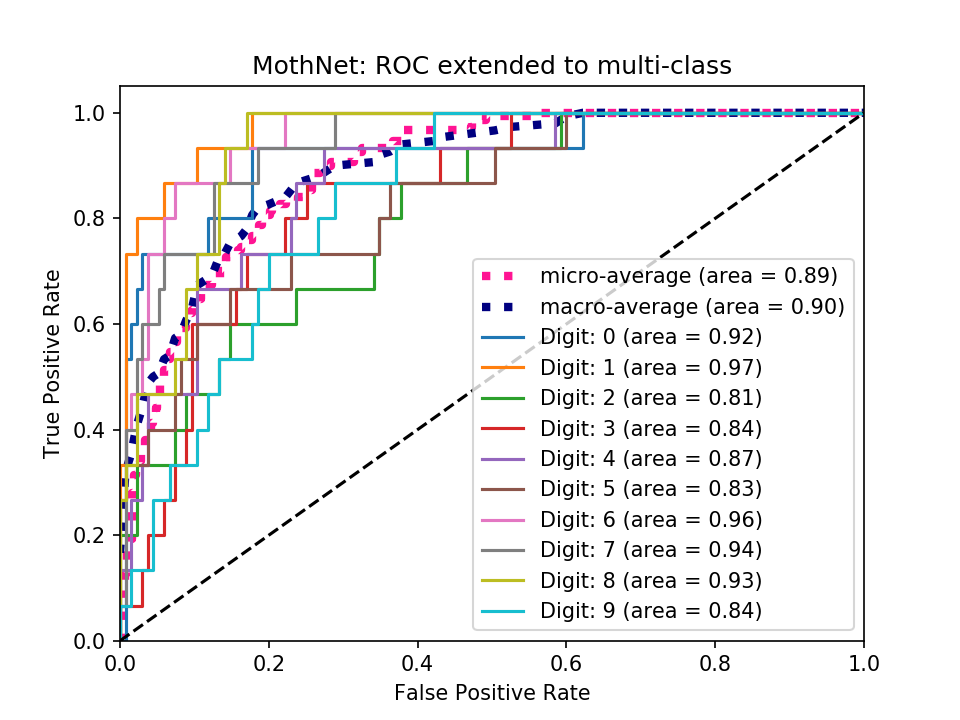 MothNet: ROC extended to multi-class
True Positive Rate
1.0
0.8
0.6
0.4
0.2
0.0
micro-average (area = 0.89)
macro-average (area = 0.90)
Digit: 0 (area = 0.92)
Digit: 1 (area = 0.97)
Digit: 2 (area = 0.81)
Digit: 3 (area = 0.84)
Digit: 4 (area = 0.87)
Digit: 5 (area = 0.83)
Digit: 6 (area = 0.96)
Digit: 7 (area = 0.94)
Digit: 8 (area = 0.93)
Digit: 9 (area = 0.84)
0.0 0.2 0.4 0.6 0.8 1.0
False Positive Rate